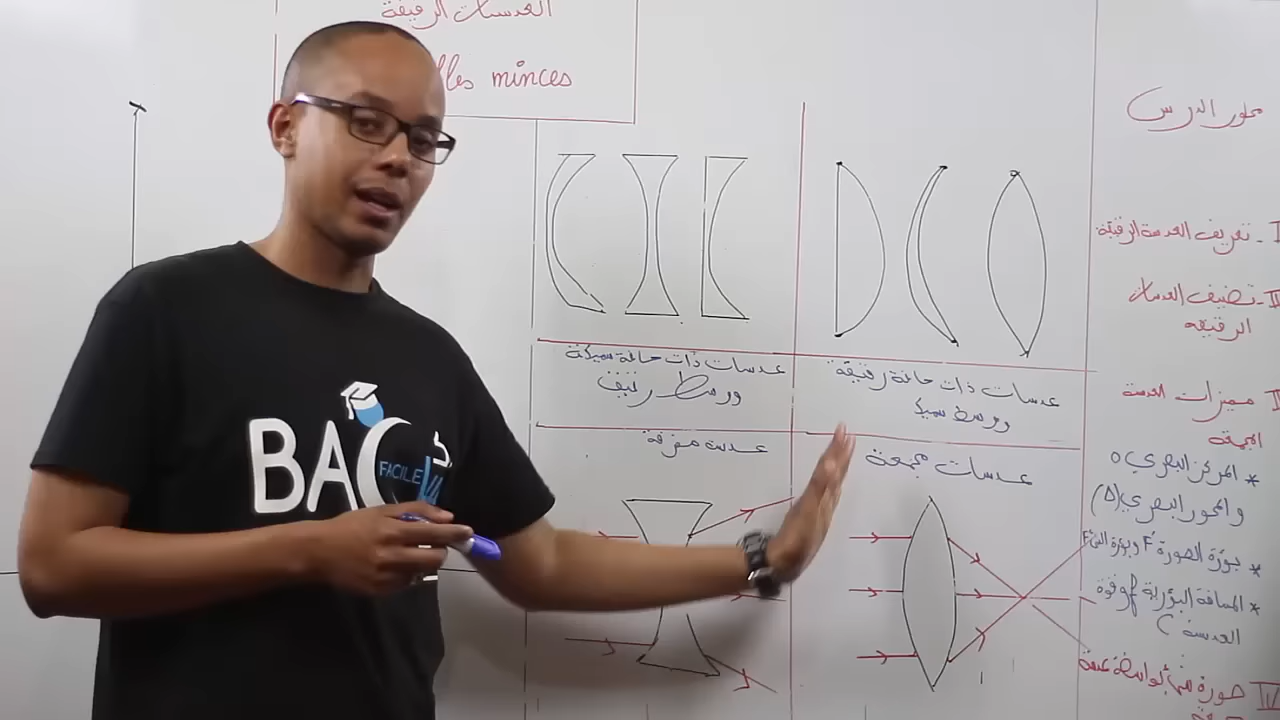 العدسات الرقيقة
lles minces
محور الدرس
I - تعريف العدسة الرقيقة
II - تصنيف العدسات
الرقيقة
مميزات العدسة
المجمعة
* المركز البصري o
والمحور البصري (Δ)
* بؤرة الصورة F' وبؤرة الشيء F
* المسافة البؤرية f وقوة
العدسة C
IV صورة شيء بواسطة عدسة
عدسات ذات حافة سميكة
ووسط رقيق
عدسات ذات حافة رقيقة
ووسط سميك
عدسة مفرقة
عدسات مجمعة
BAC
FACILE